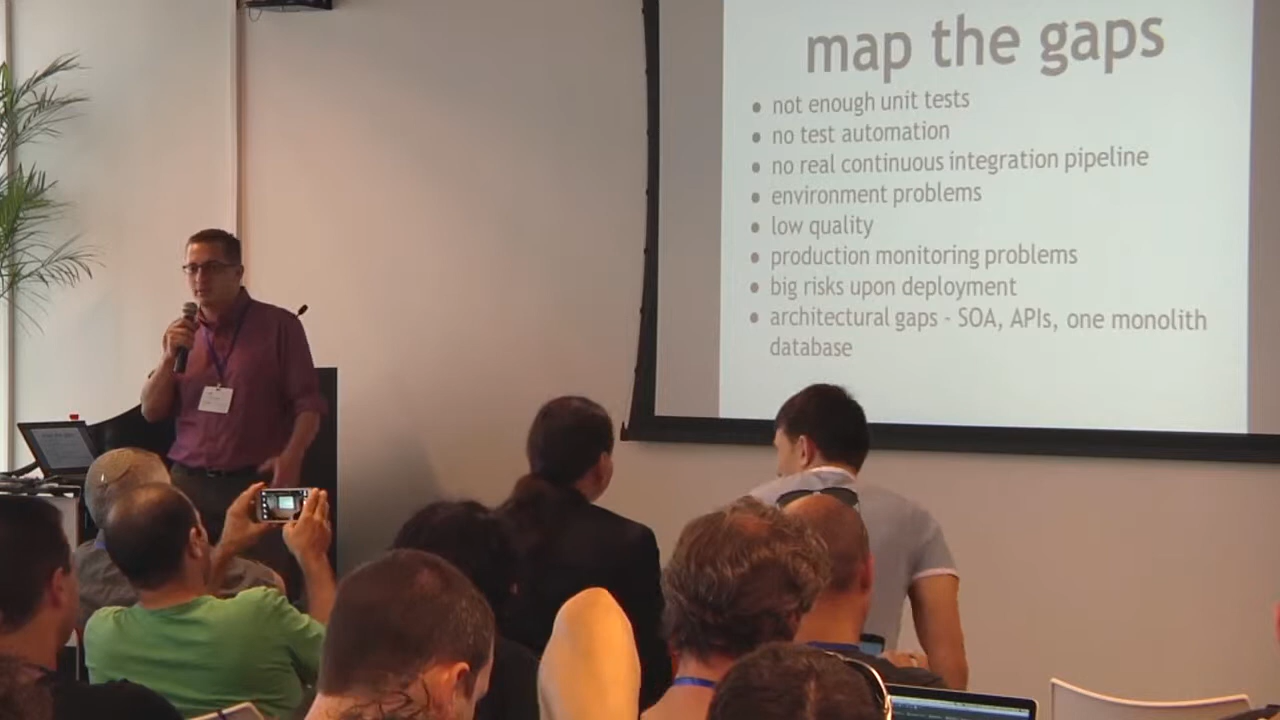 map the gaps
not enough unit tests
no test automation
no real continuous integration pipeline
environment problems
low quality
production monitoring problems
big risks upon deployment
architectural gaps - SOA, APIs, one monolith
database